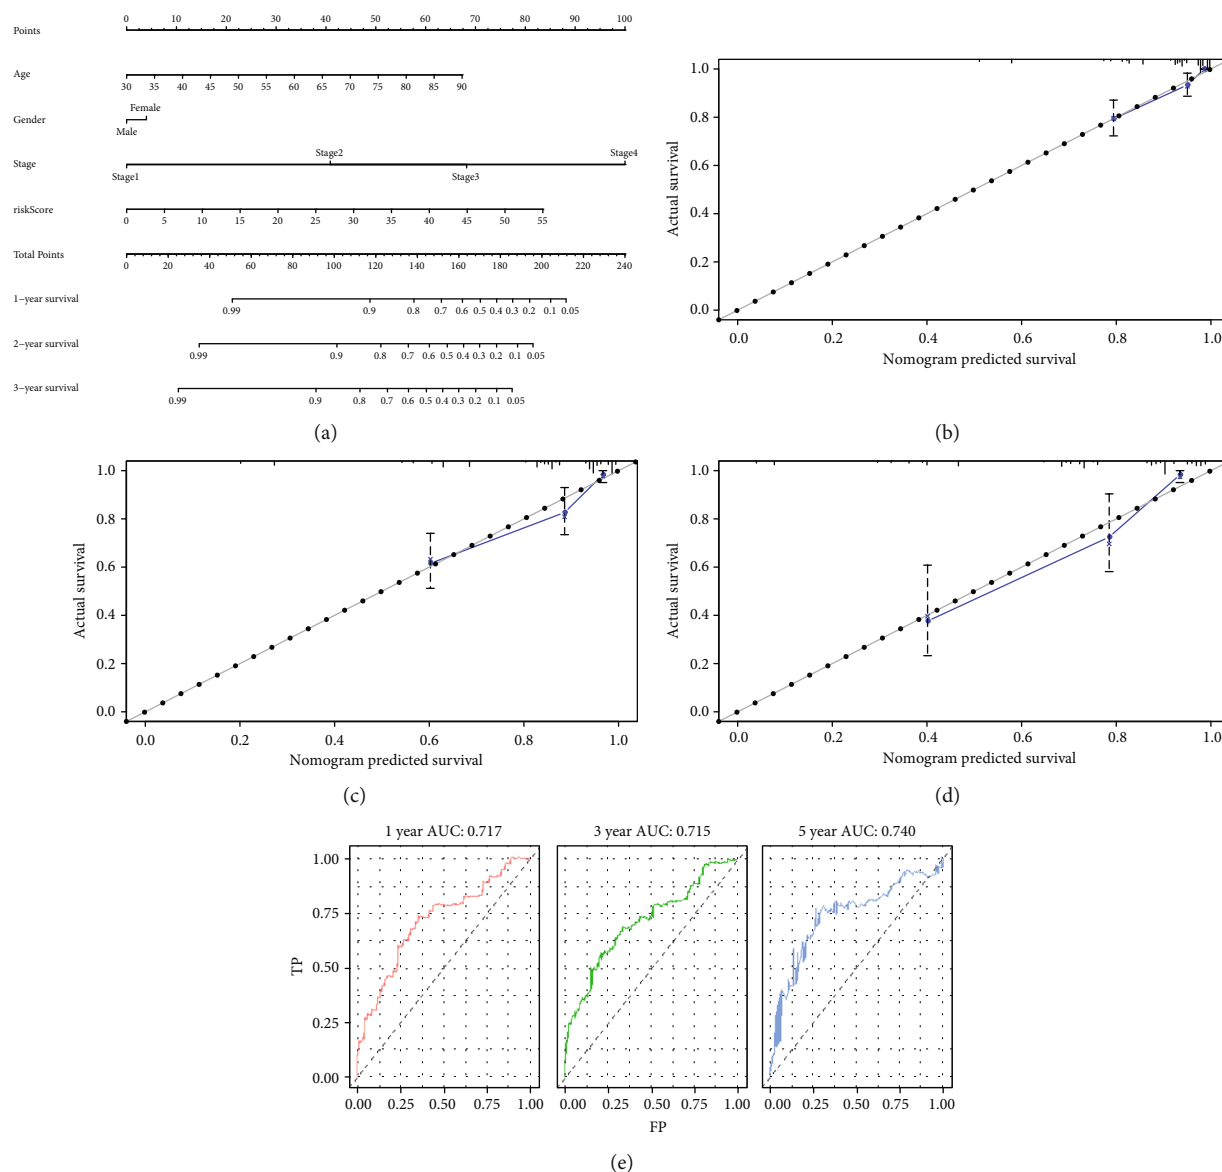 Points
0 10 20 30 40 50 60 70 80 90 100
Age
30 35 40 45 50 55 60 65 70 75 80 85 90
Female
Gender
Male
Stage2 Stage4
Stage
Stage1 Stage3
riskScore
0 5 10 15 20 25 30 35 40 45 50 55
Total Points
0 20 40 60 80 100 120 140 160 180 200 220 240
1–year survival
0.99 0.9 0.8 0.7 0.6 0.5 0.4 0.3 0.2 0.1 0.05
2–year survival
0.99 0.9 0.8 0.7 0.6 0.5 0.4 0.3 0.2 0.1 0.05
3–year survival
0.99 0.9 0.8 0.7 0.6 0.5 0.4 0.3 0.2 0.1 0.05
(a)
Actual survival
1.0
0.8
0.6
0.4
0.2
0.0
0.0 0.2 0.4 0.6 0.8 1.0
Nomogram predicted survival
(b)
Actual survival
1.0
0.8
0.6
0.4
0.2
0.0
0.0 0.2 0.4 0.6 0.8 1.0
Nomogram predicted survival
(c)
Actual survival
1.0
0.8
0.6
0.4
0.2
0.0
0.0 0.2 0.4 0.6 0.8 1.0
Nomogram predicted survival
(d)
1 year AUC: 0.717 3 year AUC: 0.715 5 year AUC: 0.740
TP
1.00
0.75
0.50
0.25
0.00
0.00 0.25 0.50 0.75 1.00 0.00 0.25 0.50 0.75 1.00 0.00 0.25 0.50 0.75 1.00
FP
(e)